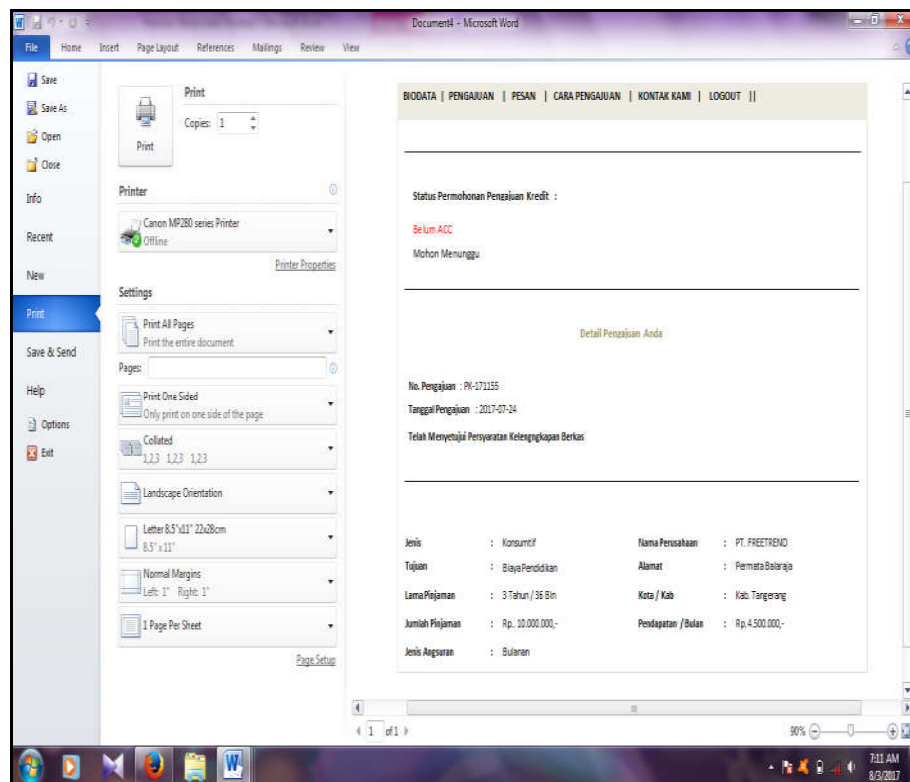 Document4 - Microsoft Word
File Home Insert Page Layout References Mailings Review View
Save
Save As
Open
Close
Info
Recent
New
Print
Save & Send
Help
Options
Exit
Print
Copies: 1
Print
Printer
Canon MP280 series Printer
Offline
Printer Properties
Settings
Print All Pages
Print the entire document
Pages:
Print One Sided
Only print on one side of the page
Collated
1,2,3 1,2,3 1,2,3
Landscape Orientation
Letter 8.5"x11" 22x28cm
8.5" x 11"
Normal Margins
Left: 1" Right: 1"
1 Page Per Sheet
Page Setup
BIODATA | PENGAJUAN | PESAN | CARA PENGAJUAN | KONTAK KAMI | LOGOUT ||
Status Permohonan Pengajuan Kredit :
Belum ACC
Mohon Menunggu
Detail Pengajuan Anda
No. Pengajuan : PK-171155
Tanggal Pengajuan : 2017-07-24
Telah Menyetujui Persyaratan Kelengngkapan Berkas
Jenis : Konsumtif Nama Perusahaan : PT. FREETREND
Tujuan : Biaya Pendidikan Alamat : Permata Balaraja
Lama Pinjaman : 3 Tahun / 36 Bln Kota / Kab : Kab. Tangerang
Jumlah Pinjaman : Rp.. 10.000.000,- Pendapatan / Bulan : Rp.4.500.000,-
Jenis Angsuran : Bulanan
1 of 1
90%
7:11 AM
8/3/2017